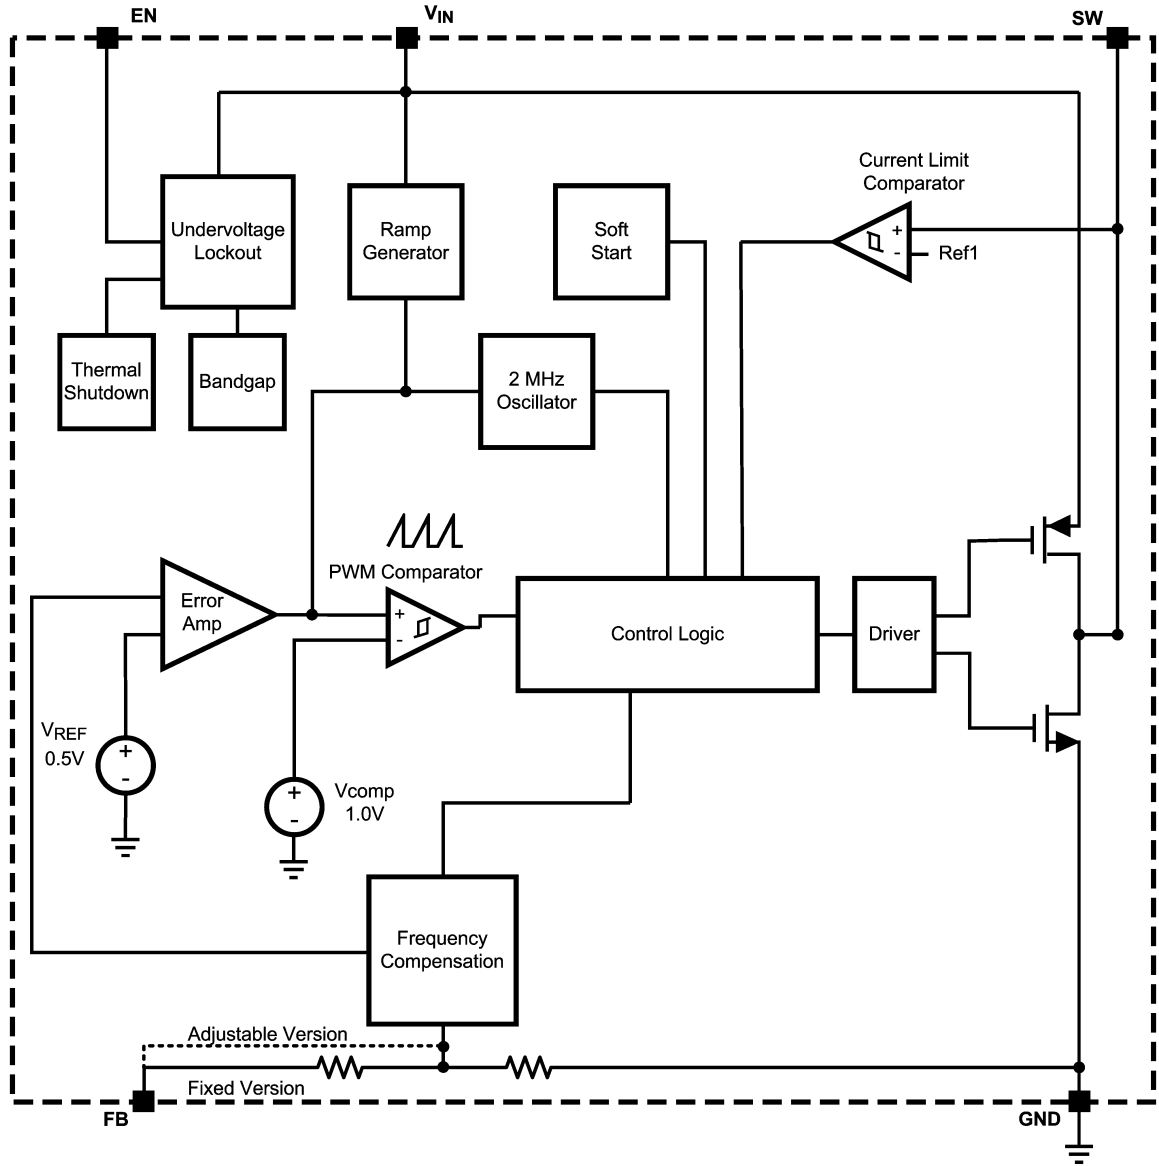 EN
VIN
SW
Current Limit
Comparator
+
-
Ref1
Undervoltage
Lockout
Ramp
Generator
Soft
Start
Thermal
Shutdown
Bandgap
2 MHz
Oscillator
PWM Comparator
Error
Amp
+
-
Control Logic
Driver
VREF
0.5V
+
-
Vcomp
1.0V
+
-
Frequency
Compensation
Adjustable Version
Fixed Version
FB
GND